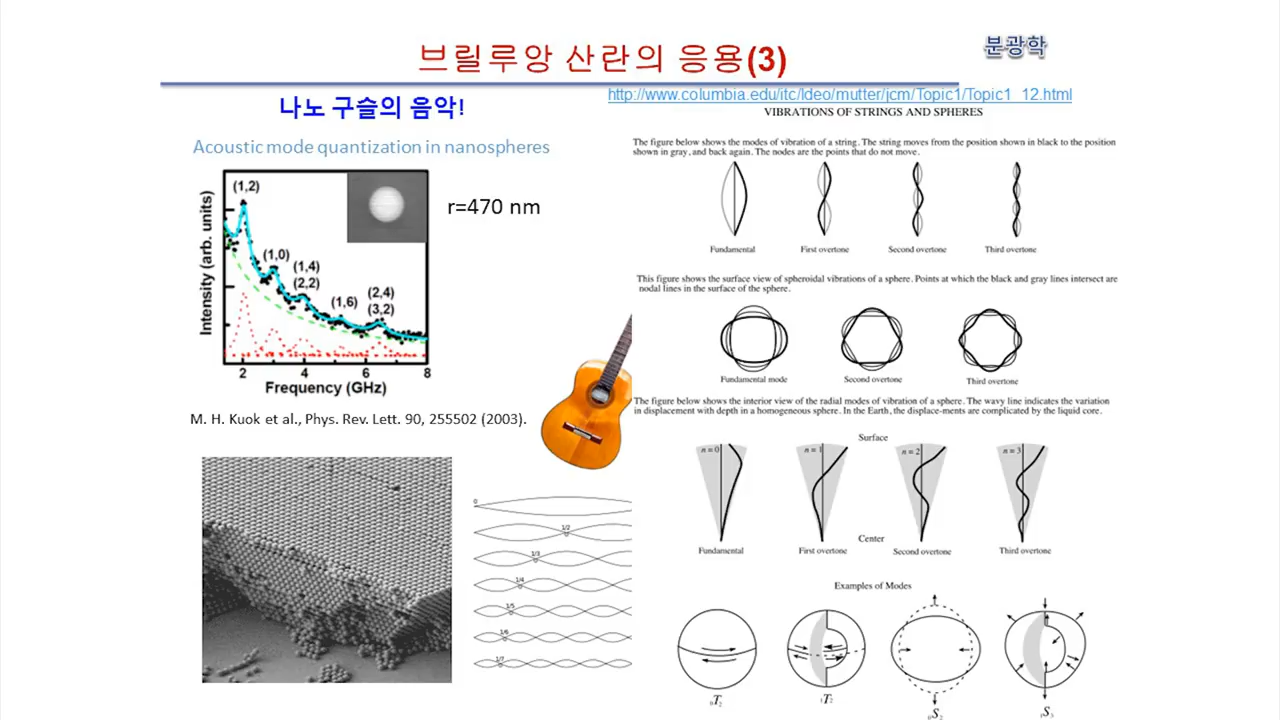 브릴루앙 산란의 응용(3)
분광학
나노 구슬의 음악!
Acoustic mode quantization in nanospheres
(1,2)
(1,0)
(1,4)
(2,2)
(1,6)
(2,4)
(3,2)
Intensity (arb. units)
2 4 6 8
Frequency (GHz)
r=470 nm
M. H. Kuok et al., Phys. Rev. Lett. 90, 255502 (2003).
0
1/2
1/3
1/4
1/5
1/6
1/7
http://www.columbia.edu/itc/ldeo/mutter/jcm/Topic1/Topic1_12.html
VIBRATIONS OF STRINGS AND SPHERES
The figure below shows the modes of vibration of a string. The string moves from the position shown in black to the position
shown in gray, and back again. The nodes are the points that do not move.
Fundamental First overtone Second overtone Third overtone
This figure shows the surface view of spheroidal vibrations of a sphere. Points at which the black and gray lines intersect are
nodal lines in the surface of the sphere.
Fundamental mode Second overtone Third overtone
The figure below shows the interior view of the radial modes of vibration of a sphere. The wavy line indicates the variation
in displacement with depth in a homogeneous sphere. In the Earth, the displace-ments are complicated by the liquid core.
Surface
n = 0 n = 1 n = 2 n = 3
Center
Fundamental First overtone Second overtone Third overtone
Examples of Modes
₀T₂ ₁T₂ ₀S₂ ₀S₃